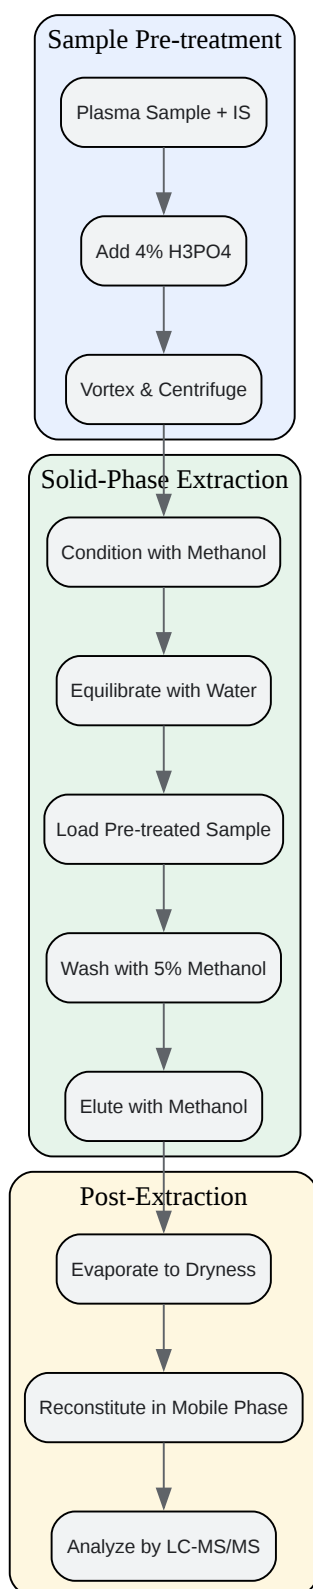 Sample Pre-treatment
Plasma Sample + IS
Add 4% H3PO4
Vortex & Centrifuge
Solid-Phase Extraction
Condition with Methanol
Equilibrate with Water
Load Pre-treated Sample
Wash with 5% Methanol
Elute with Methanol
Post-Extraction
Evaporate to Dryness
Reconstitute in Mobile Phase
Analyze by LC-MS/MS